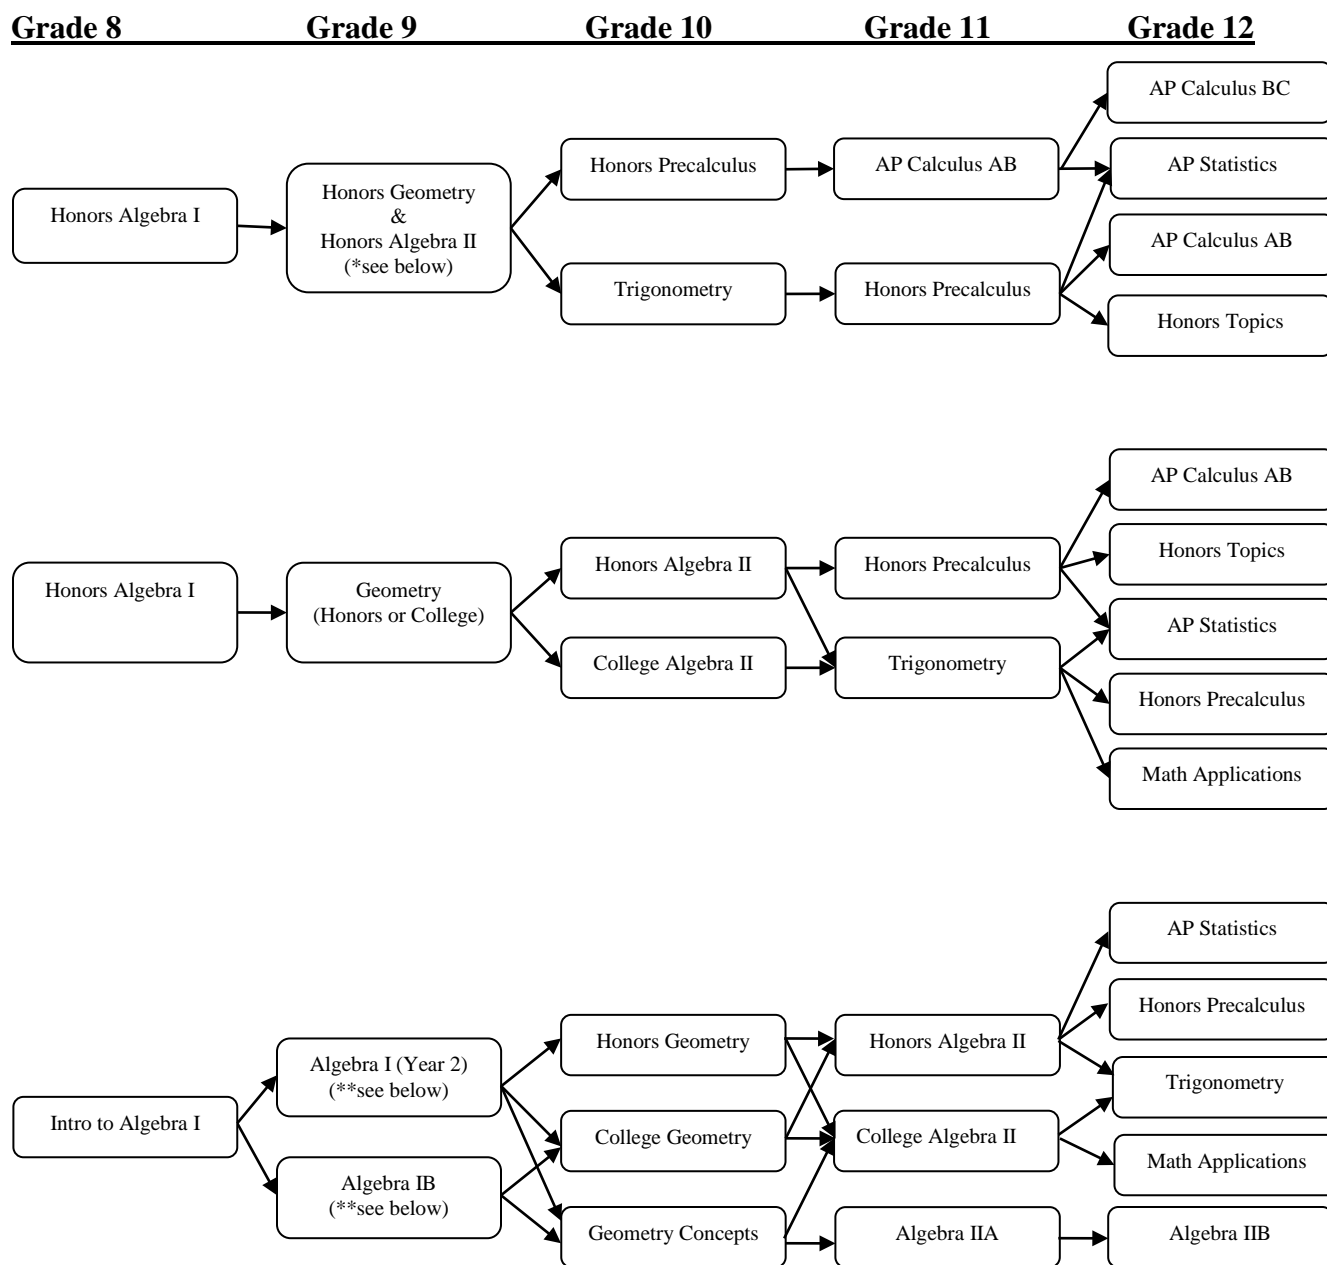 Grade 8 Grade 9 Grade 10 Grade 11 Grade 12
AP Calculus BC
Honors Precalculus
AP Calculus AB
AP Statistics
Honors Algebra I
Honors Geometry
&
Honors Algebra II
(*see below)
AP Calculus AB
Trigonometry
Honors Precalculus
Honors Topics
AP Calculus AB
Honors Algebra II
Honors Precalculus
Honors Topics
Honors Algebra I
Geometry
(Honors or College)
AP Statistics
College Algebra II
Trigonometry
Honors Precalculus
Math Applications
AP Statistics
Honors Precalculus
Honors Geometry
Honors Algebra II
Algebra I (Year 2)
(**see below)
Trigonometry
Intro to Algebra I
College Geometry
College Algebra II
Math Applications
Algebra IB
(**see below)
Geometry Concepts
Algebra IIA
Algebra IIB